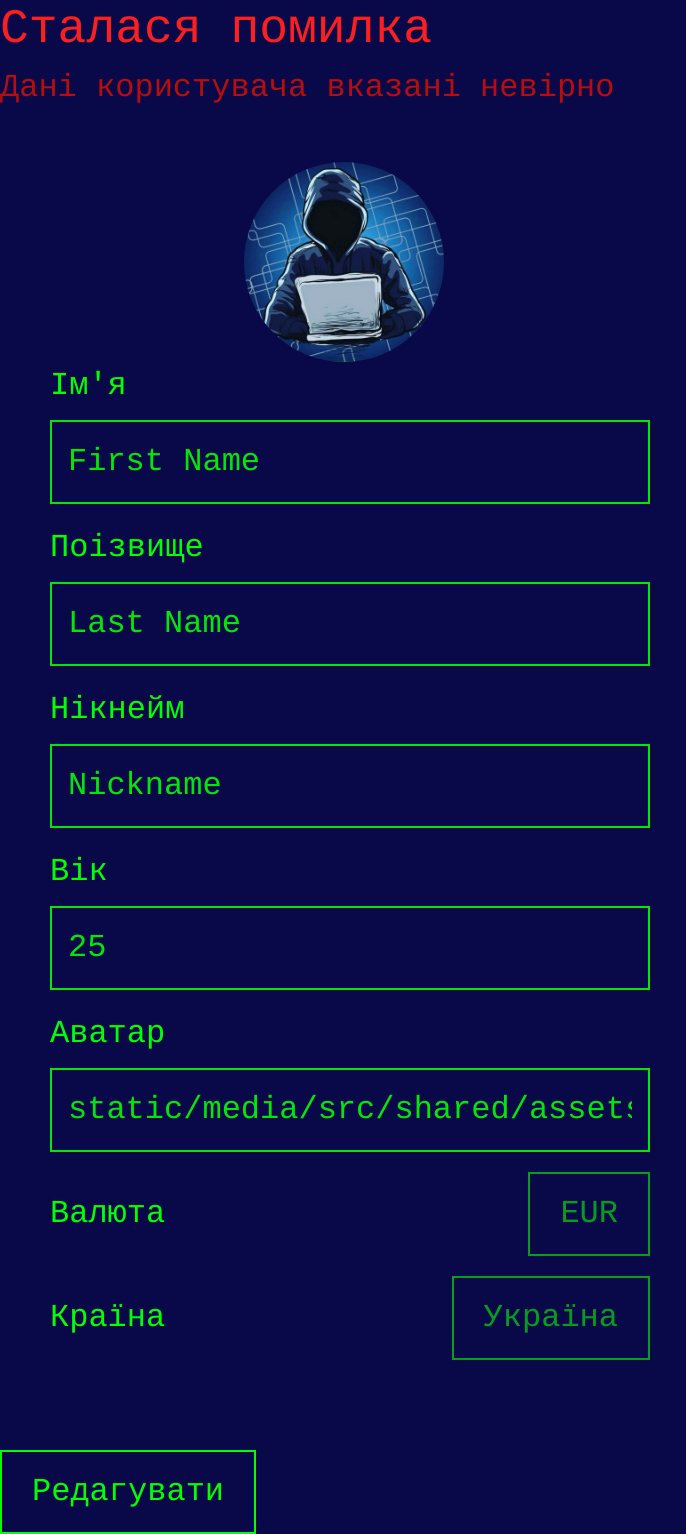 Сталася помилка
Дані користувача вказані невірно
Ім'я
First Name
Поізвище
Last Name
Нікнейм
Nickname
Вік
25
Аватар
static/media/src/shared/assets
Валюта
EUR
Країна
Україна
Редагувати